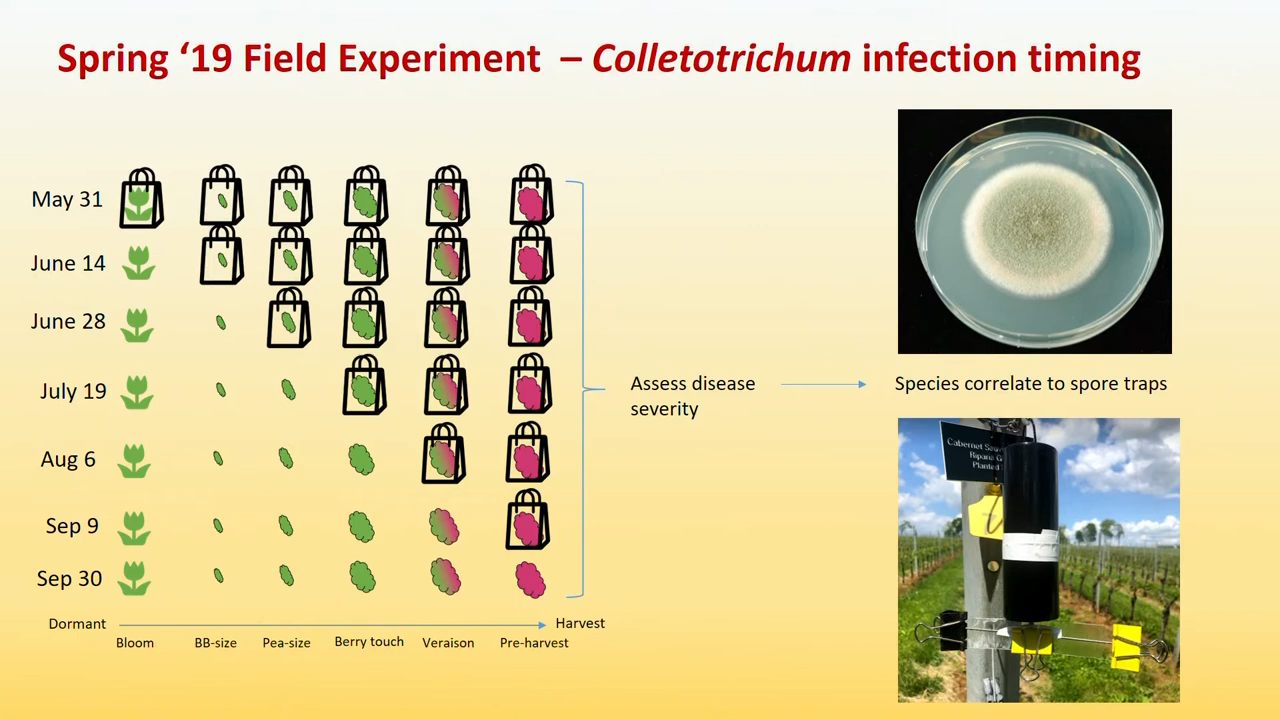 Spring ‘19 Field Experiment – Colletotrichum infection timing
May 31
June 14
June 28
July 19
Aug 6
Sep 9
Sep 30
Dormant
Harvest
Bloom
BB-size
Pea-size
Berry touch
Veraison
Pre-harvest
Assess disease
severity
Species correlate to spore traps
Cabernet
Riparia
Planted